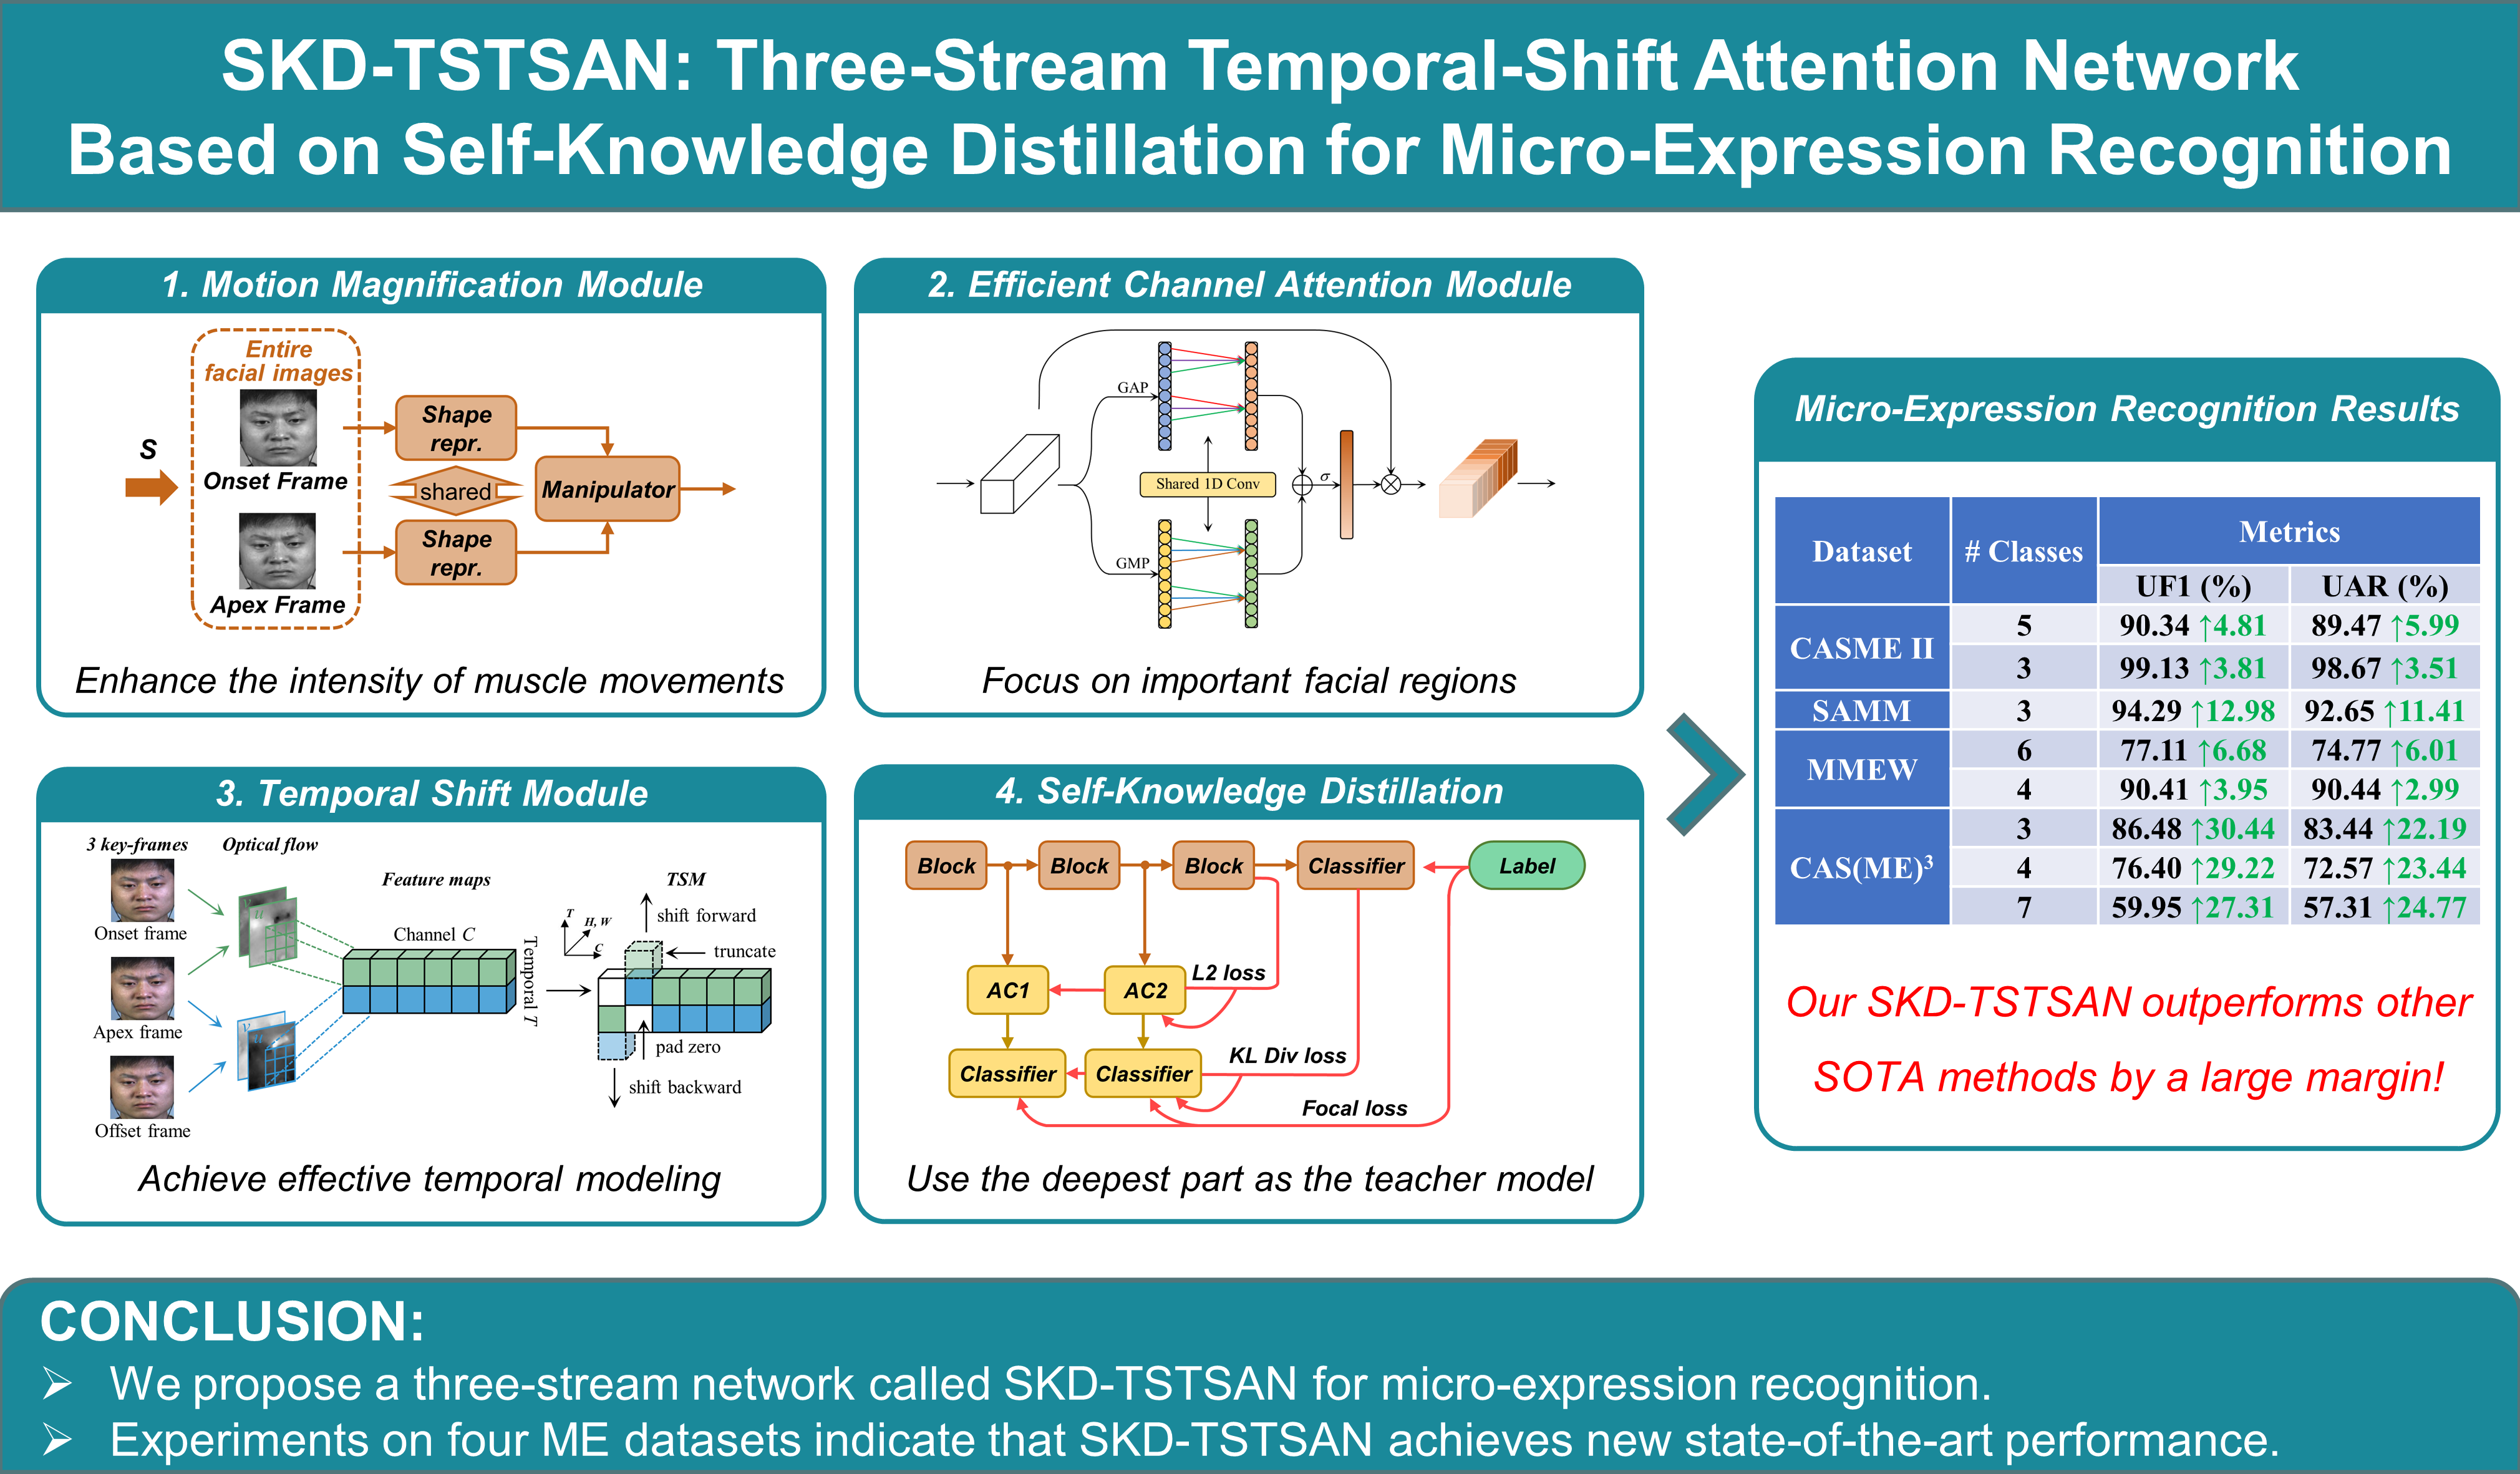 SKD-TSTSAN: Three-Stream Temporal-Shift Attention Network
Based on Self-Knowledge Distillation for Micro-Expression Recognition
1. Motion Magnification Module
Entire
facial images
S
Onset Frame
Apex Frame
Shape
repr.
shared
Shape
repr.
Manipulator
Enhance the intensity of muscle movements
2. Efficient Channel Attention Module
GAP
Shared 1D Conv
GMP
σ
Focus on important facial regions
3. Temporal Shift Module
3 key-frames
Optical flow
Onset frame
Apex frame
Offset frame
v
u
v
u
Feature maps
Channel C
Temporal T
TSM
T
H, W
C
shift forward
truncate
pad zero
shift backward
Achieve effective temporal modeling
4. Self-Knowledge Distillation
Block
Block
Block
Classifier
Label
AC1
AC2
L2 loss
Classifier
Classifier
KL Div loss
Focal loss
Use the deepest part as the teacher model
Micro-Expression Recognition Results
Dataset # Classes Metrics
UF1 (%) UAR (%)
CASME II 5 90.34 ↑4.81 89.47 ↑5.99
3 99.13 ↑3.81 98.67 ↑3.51
SAMM 3 94.29 ↑12.98 92.65 ↑11.41
MMEW 6 77.11 ↑6.68 74.77 ↑6.01
4 90.41 ↑3.95 90.44 ↑2.99
CAS(ME)³ 3 86.48 ↑30.44 83.44 ↑22.19
4 76.40 ↑29.22 72.57 ↑23.44
7 59.95 ↑27.31 57.31 ↑24.77
Our SKD-TSTSAN outperforms other
SOTA methods by a large margin!
CONCLUSION:
➢ We propose a three-stream network called SKD-TSTSAN for micro-expression recognition.
➢ Experiments on four ME datasets indicate that SKD-TSTSAN achieves new state-of-the-art performance.